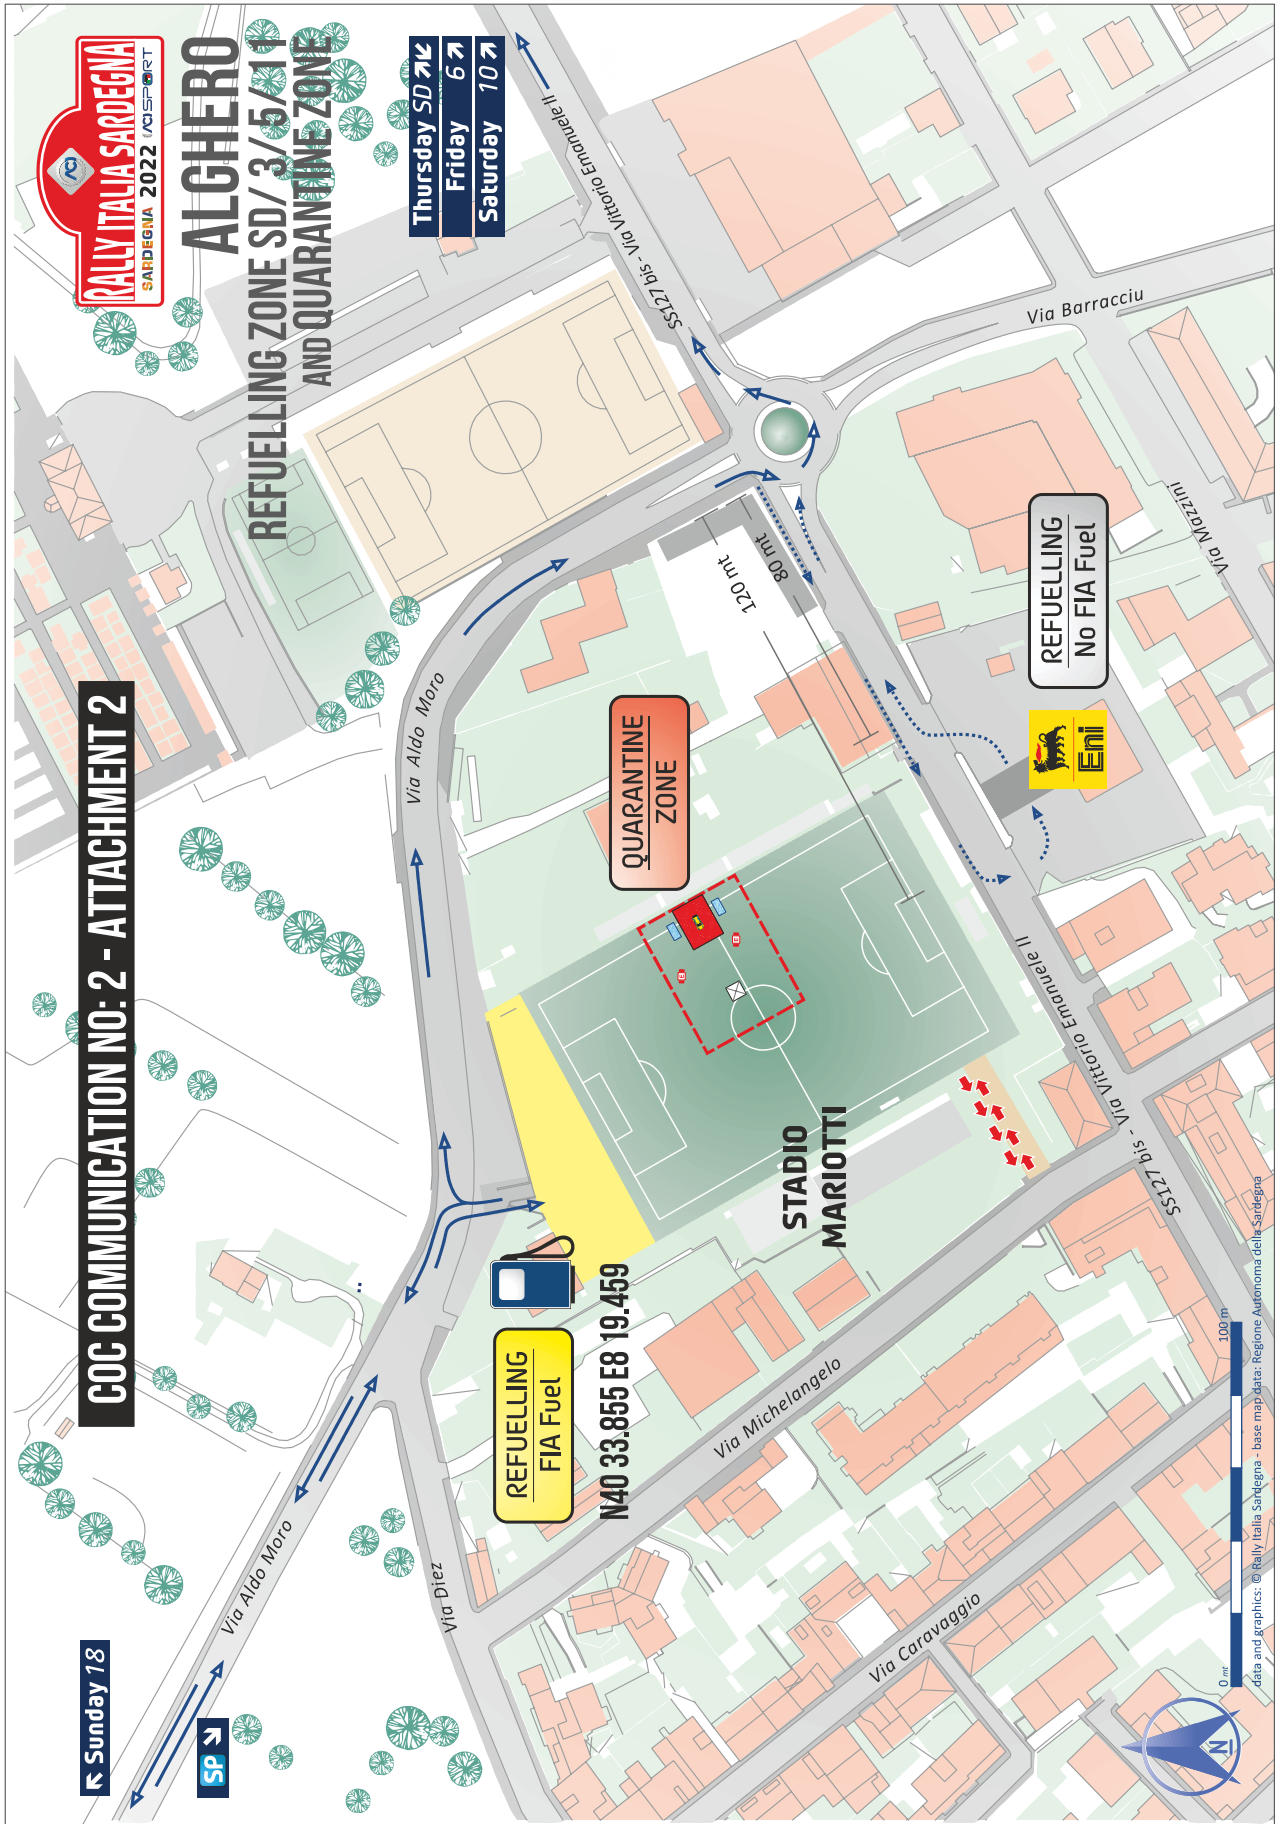 COC COMMUNICATION NO: 2 - ATTACHMENT 2
RALLY ITALIA SARDEGNA
ACI
SARDEGNA 2022 ACI SPORT
ALGHERO
REFUELLING ZONE SD/ 3/5/11
AND QUARANTINE ZONE
Thursday SD
Friday 6
Saturday 10
Sunday 18
SP
Via Aldo Moro
Via Aldo Moro
Via Diez
REFUELLING
FIA Fuel
N40 33.855 E8 19.459
QUARANTINE
ZONE
E
E
STADIO
MARIOTTI
120 mt
80 mt
SS127 bis - Via Vittorio Emanuele II
Via Barracciu
Via Mazzini
REFUELLING
No FIA Fuel
Eni
Via Vittorio Emanuele II
SS127 bis - Via Vittorio Emanuele II
Via Michelangelo
Via Caravaggio
N
0 mt
100 m
data and graphics: © Rally Italia Sardegna - base map data: Regione Autonoma della Sardegna